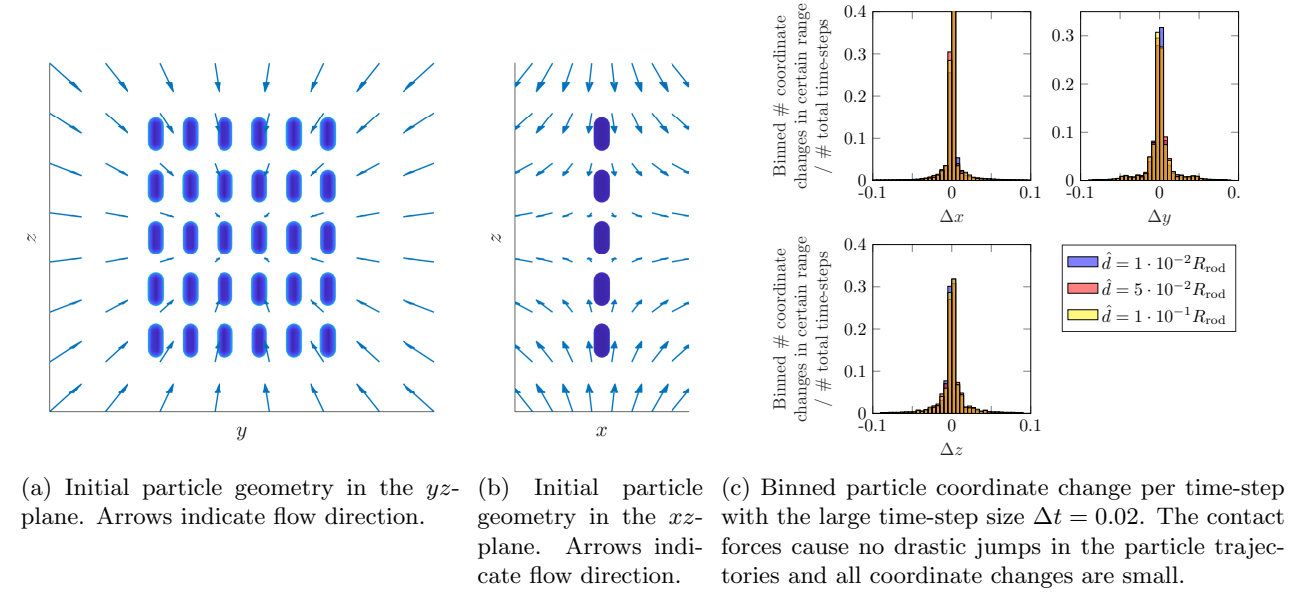 z
y
(a) Initial particle geometry in the yz-
plane. Arrows indicate flow direction.
z
x
(b) Initial particle
geometry in the xz-
plane. Arrows indi-
cate flow direction.
Binned # coordinate
changes in certain range
/ # total time-steps
0.4
0.3
0.2
0.1
0
-0.1
0
0.1
Δx
0.3
0.2
0.1
0
-0.1
0
0.
Δy
Binned # coordinate
changes in certain range
/ # total time-steps
0.4
0.3
0.2
0.1
0
-0.1
0
0.1
Δz
d̂ = 1 · 10⁻²R_rod
d̂ = 5 · 10⁻²R_rod
d̂ = 1 · 10⁻¹R_rod
(c) Binned particle coordinate change per time-step
with the large time-step size Δt = 0.02. The contact
forces cause no drastic jumps in the particle trajec-
tories and all coordinate changes are small.